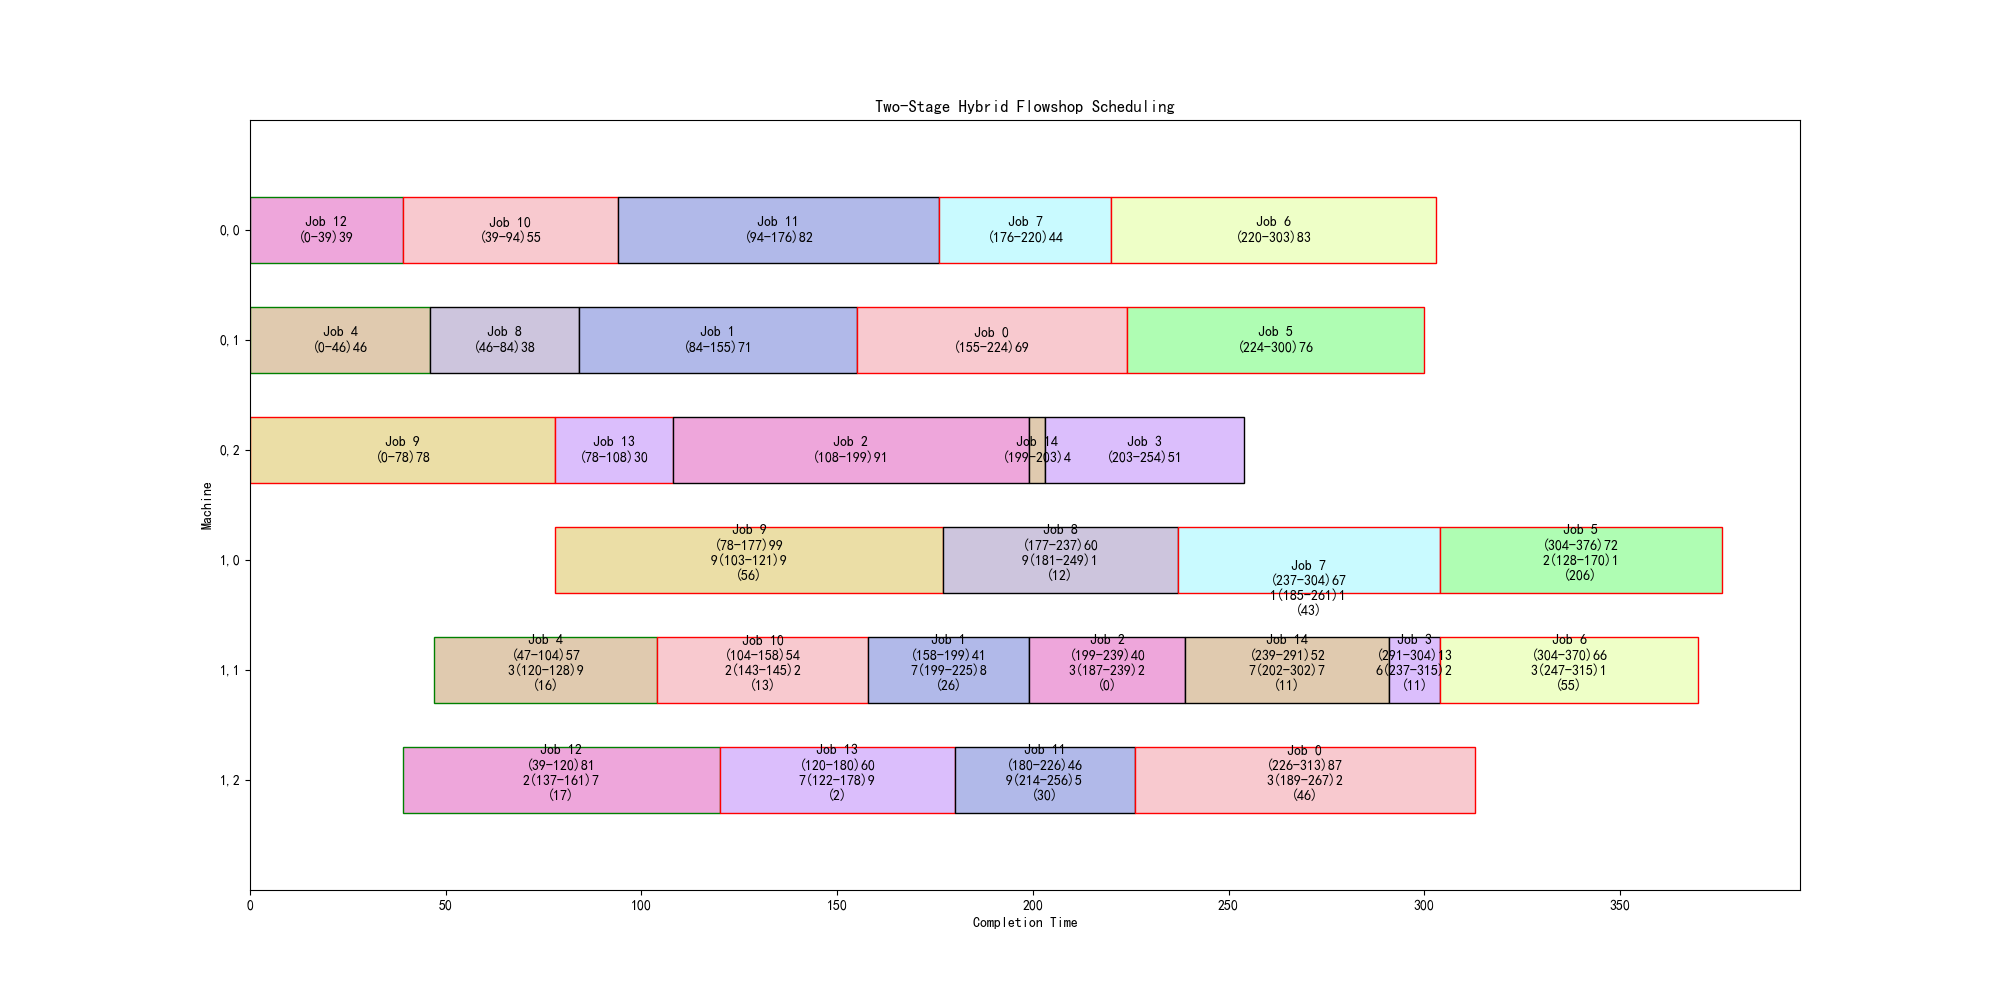 Two-Stage Hybrid Flowshop Scheduling
Machine
0,0
Job 12
(0-39)39
Job 10
(39-94)55
Job 11
(94-176)82
Job 7
(176-220)44
Job 6
(220-303)83
0,1
Job 4
(0-46)46
Job 8
(46-84)38
Job 1
(84-155)71
Job 0
(155-224)69
Job 5
(224-300)76
0,2
Job 9
(0-78)78
Job 13
(78-108)30
Job 2
(108-199)91
Job 14
(199-203)4
Job 3
(203-254)51
1,0
Job 9
(78-177)99
9(103-121)9
(56)
Job 8
(177-237)60
9(181-249)1
(12)
Job 7
(237-304)67
1(185-261)1
(43)
Job 5
(304-376)72
2(128-170)1
(206)
1,1
Job 4
(47-104)57
3(120-128)9
(16)
Job 10
(104-158)54
2(143-145)2
(13)
Job 1
(158-199)41
7(199-225)8
(26)
Job 2
(199-239)40
3(187-239)2
(0)
Job 14
(239-291)52
7(202-302)7
(11)
Job 3
(291-304)13
6(237-315)2
(11)
Job 6
(304-370)66
3(247-315)1
(55)
1,2
Job 12
(39-120)81
2(137-161)7
(17)
Job 13
(120-180)60
7(122-178)9
(2)
Job 11
(180-226)46
9(214-256)5
(30)
Job 0
(226-313)87
3(189-267)2
(46)
0
50
100
150
200
250
300
350
Completion Time